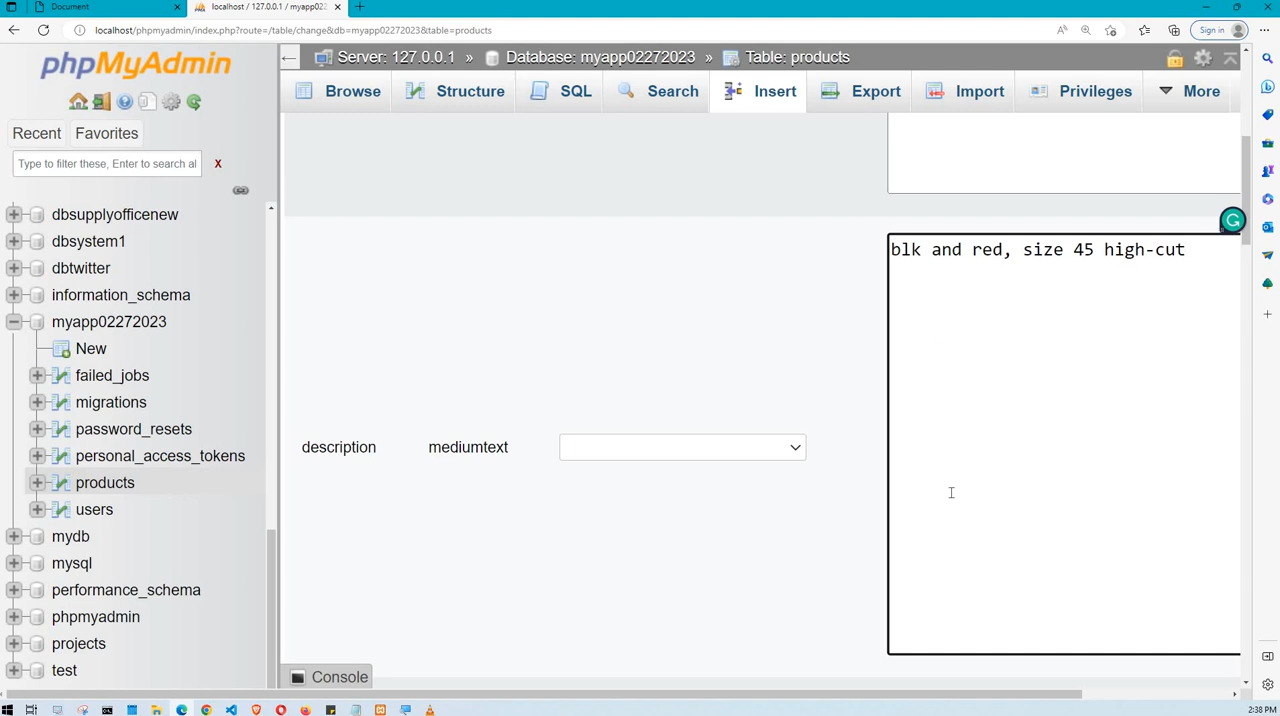 Document
localhost / 127.0.0.1 / myapp02
localhost/phpmyadmin/index.php?route=/table/change&db=myapp02272023&table=products
Sign in
phpMyAdmin
Server: 127.0.0.1 » Database: myapp02272023 » Table: products
Browse Structure SQL Search Insert Export Import Privileges More
Recent Favorites
Type to filter these, Enter to search al X
dbsupplyofficenew
dbsystem1
dbtwitter
information_schema
myapp02272023
New
failed_jobs
migrations
password_resets
personal_access_tokens
products
users
mydb
mysql
performance_schema
phpmyadmin
projects
test
blk and red, size 45 high-cut
description mediumtext
Console
2:38 PM